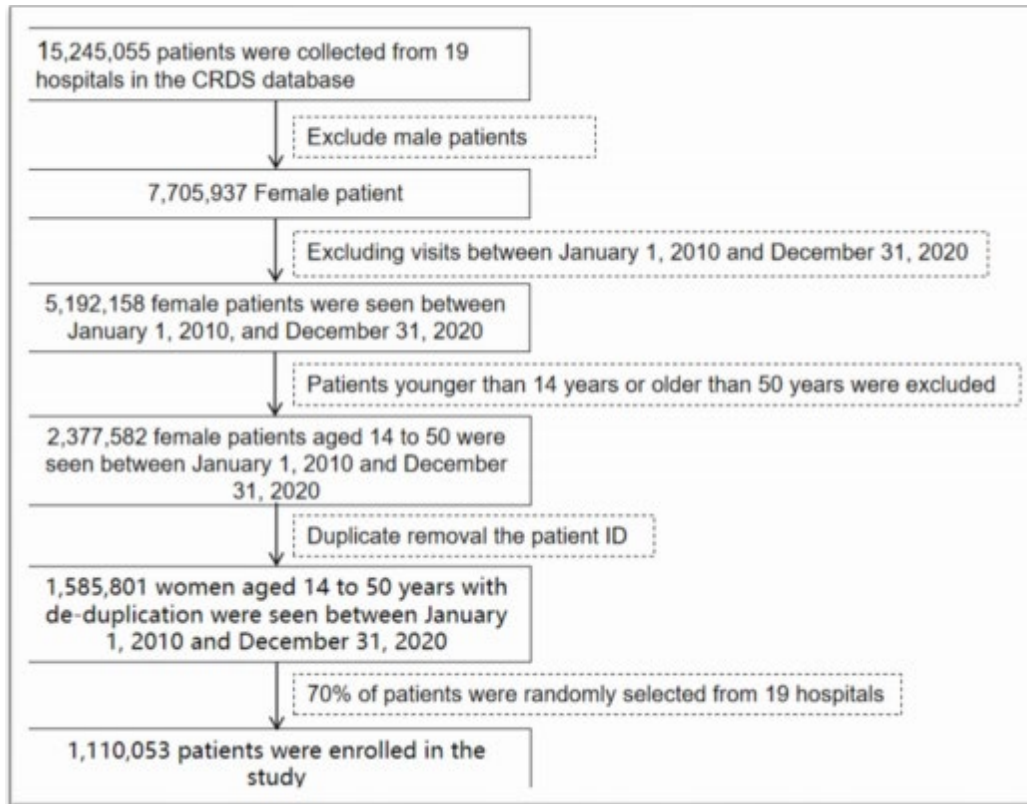 15,245,055 patients were collected from 19
hospitals in the CRDS database
Exclude male patients
7,705,937 Female patient
Excluding visits between January 1, 2010 and December 31, 2020
5,192,158 female patients were seen between
January 1, 2010, and December 31, 2020
Patients younger than 14 years or older than 50 years were excluded
2,377,582 female patients aged 14 to 50 were
seen between January 1, 2010 and December
31, 2020
Duplicate removal the patient ID
1,585,801 women aged 14 to 50 years with
de-duplication were seen between January
1, 2010 and December 31, 2020
70% of patients were randomly selected from 19 hospitals
1,110,053 patients were enrolled in the
study